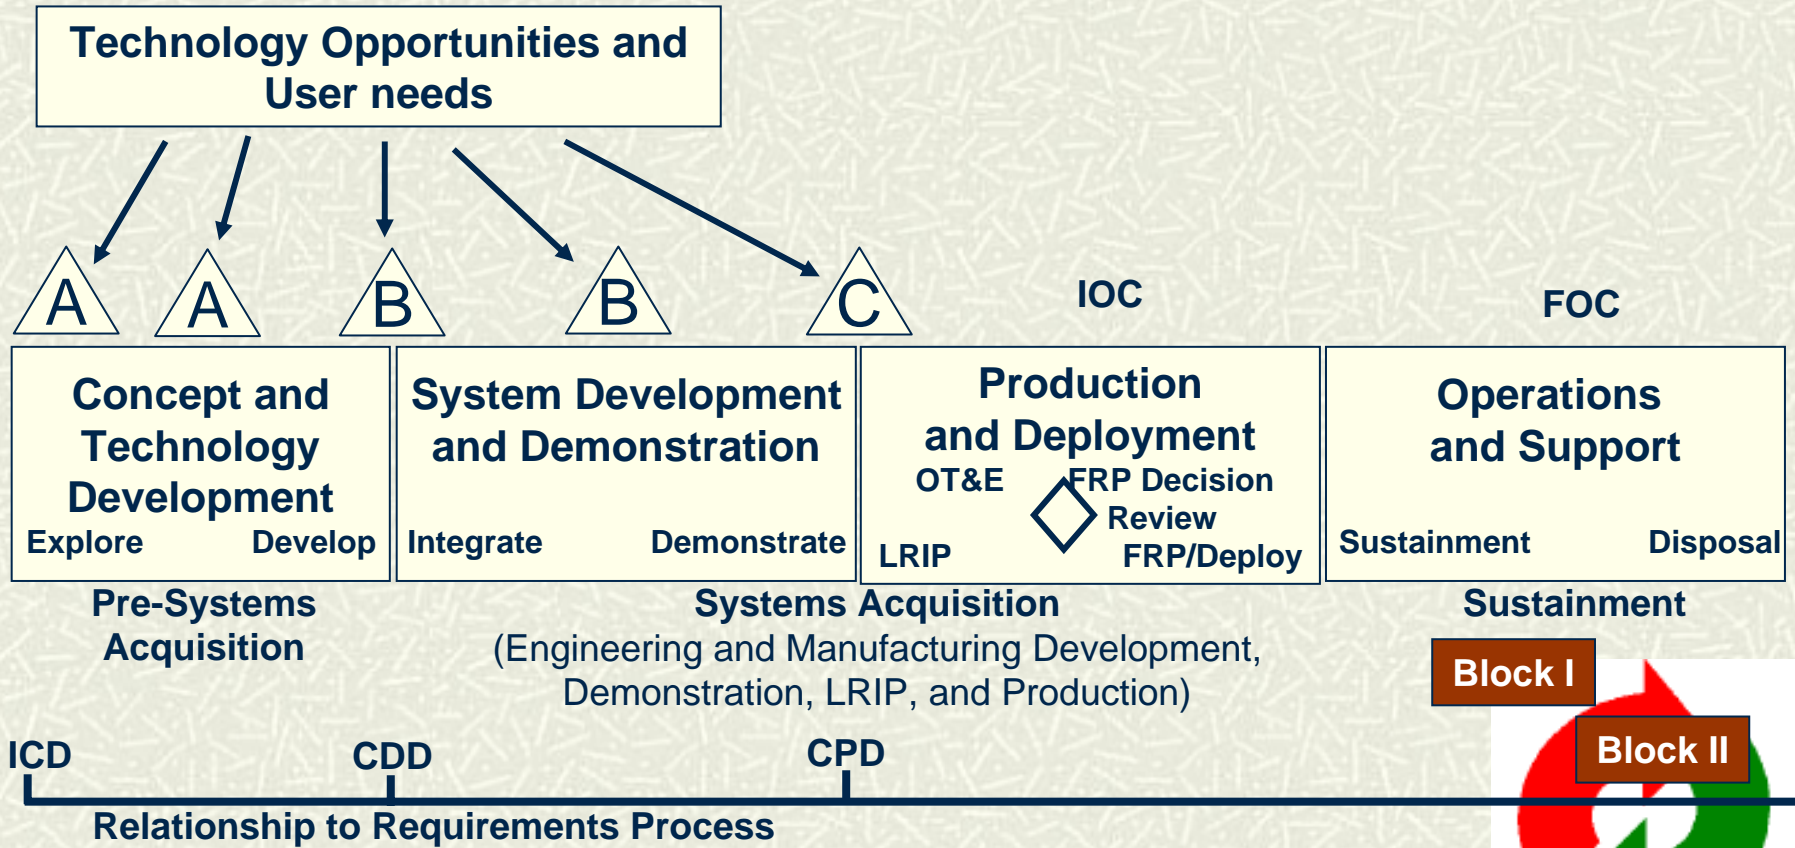 Technology Opportunities and
User needs
A
A
B
B
C
IOC
FOC
Concept and
Technology
Development
Explore Develop
System Development
and Demonstration
Integrate Demonstrate
Production
and Deployment
OT&E FRP Decision
Review
LRIP FRP/Deploy
Operations
and Support
Sustainment Disposal
Pre-Systems
Acquisition
Systems Acquisition
(Engineering and Manufacturing Development,
Demonstration, LRIP, and Production)
Sustainment
Block I
Block II
ICD
CDD
CPD
Relationship to Requirements Process